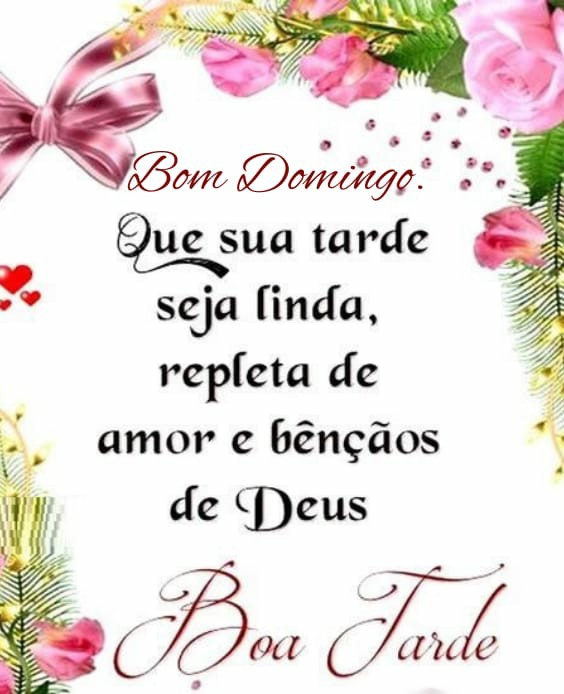 Bom Domingo.
Que sua tarde
seja linda,
repleta de
amor e bênçãos
de Deus
Boa Tarde